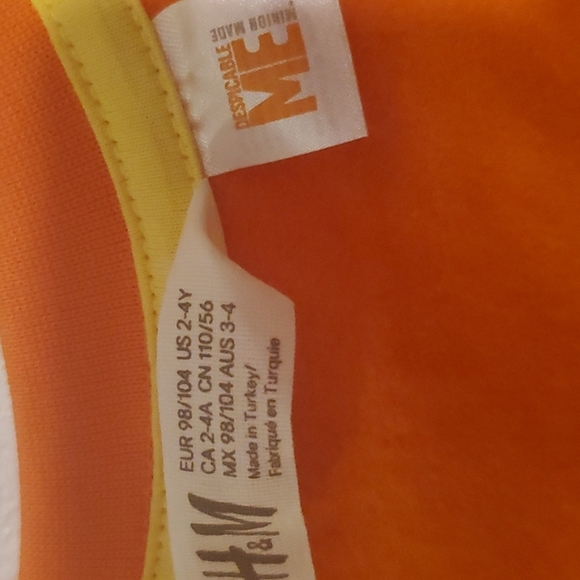 DESPICABLE
ME
MINION MADE
H&M
EUR 98/104 US 2-4Y
CA 2-4A CN 110/56
MX 98/104 AUS 3-4
Made in Turkey/
Fabriqué en Turquie